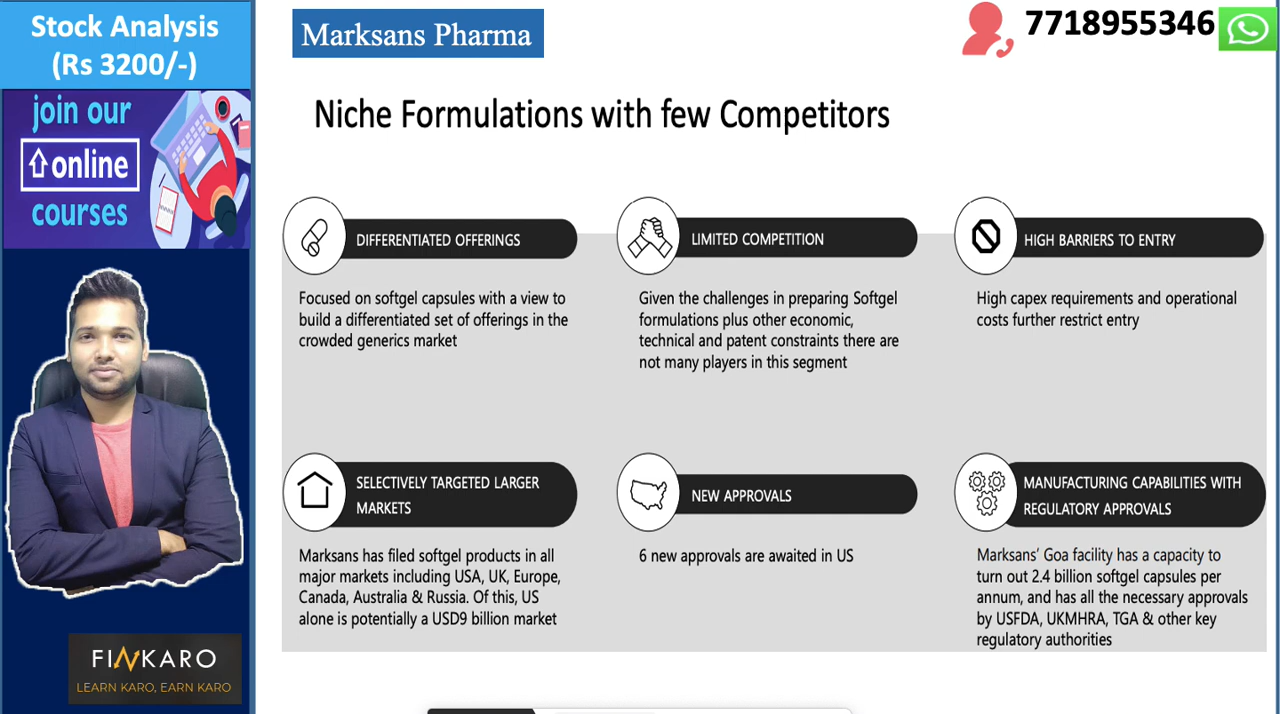 Stock Analysis
(Rs 3200/-)
join our
online
courses
FINKARO
LEARN KARO, EARN KARO
Marksans Pharma
7718955346
Niche Formulations with few Competitors
DIFFERENTIATED OFFERINGS
Focused on softgel capsules with a view to
build a differentiated set of offerings in the
crowded generics market
LIMITED COMPETITION
Given the challenges in preparing Softgel
formulations plus other economic,
technical and patent constraints there are
not many players in this segment
HIGH BARRIERS TO ENTRY
High capex requirements and operational
costs further restrict entry
SELECTIVELY TARGETED LARGER
MARKETS
Marksans has filed softgel products in all
major markets including USA, UK, Europe,
Canada, Australia & Russia. Of this, US
alone is potentially a USD9 billion market
NEW APPROVALS
6 new approvals are awaited in US
MANUFACTURING CAPABILITIES WITH
REGULATORY APPROVALS
Marksans' Goa facility has a capacity to
turn out 2.4 billion softgel capsules per
annum, and has all the necessary approvals
by USFDA, UKMHRA, TGA & other key
regulatory authorities